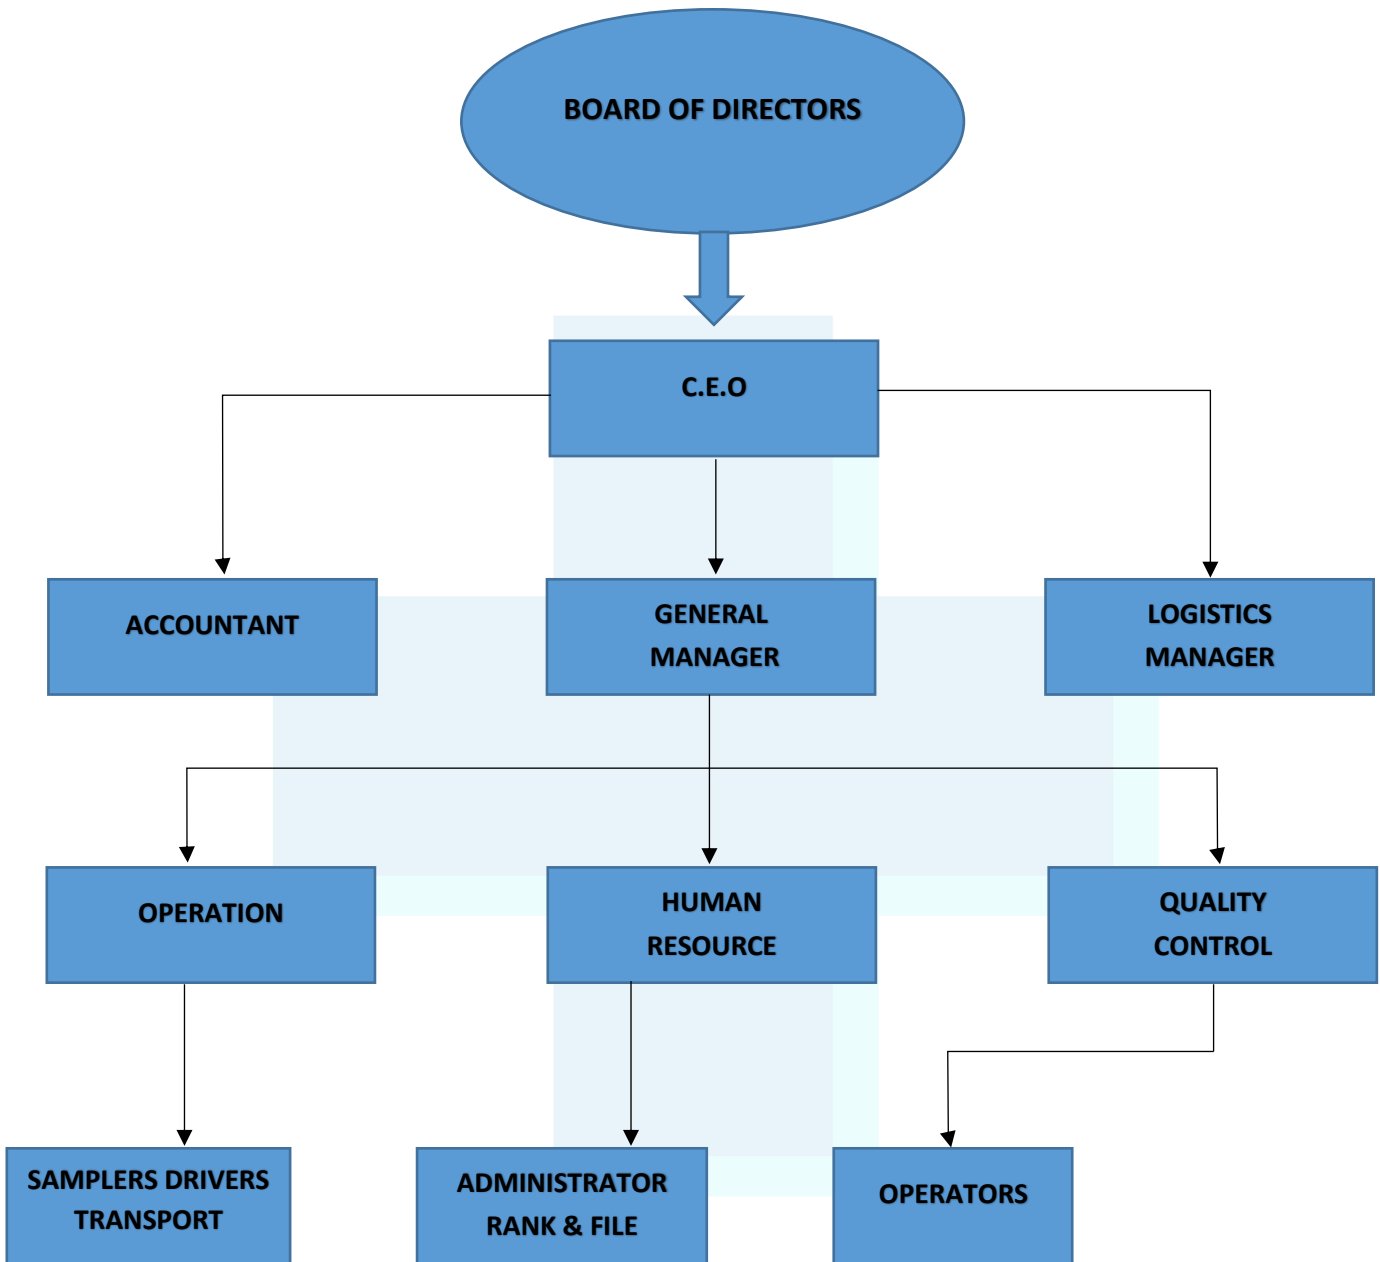 BOARD OF DIRECTORS
C.E.O
ACCOUNTANT
GENERAL
MANAGER
LOGISTICS
MANAGER
OPERATION
HUMAN
RESOURCE
QUALITY
CONTROL
SAMPLERS DRIVERS
TRANSPORT
ADMINISTRATOR
RANK & FILE
OPERATORS